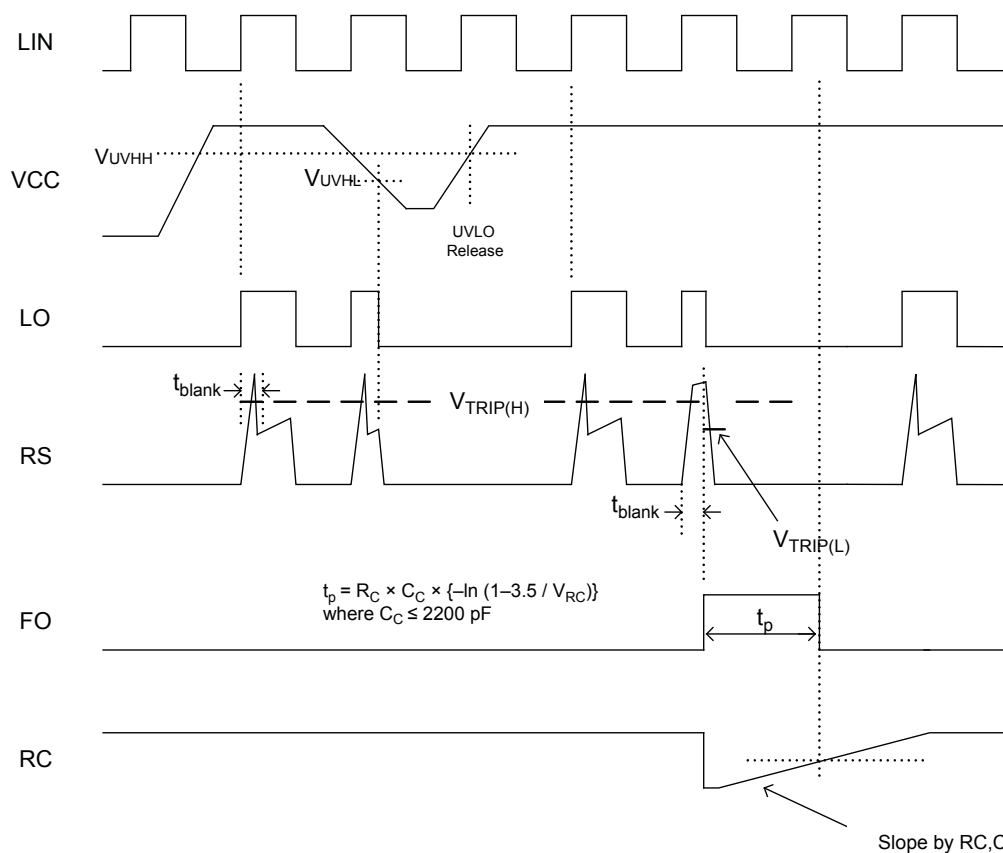 LIN
VUVHH
VCC
VUVHL
UVLO
Release
LO
tblank
VTRIP(H)
RS
tblank
VTRIP(L)
tp = RC × CC × {–ln (1–3.5 / VRC)}
where CC ≤ 2200 pF
FO
tp
RC
Slope by RC,C